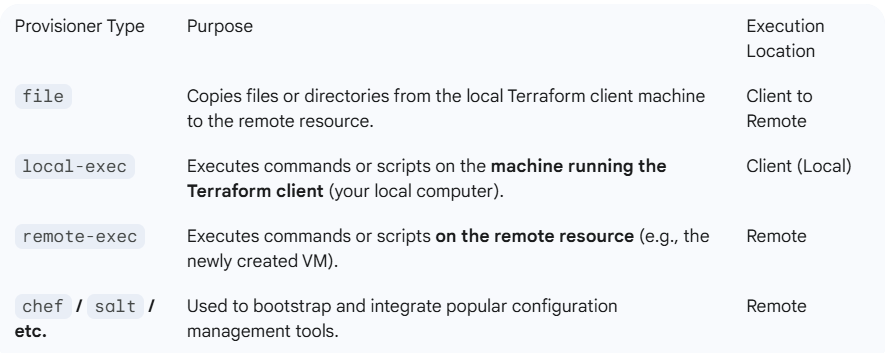 Provisioner Type Purpose Execution
Location
file Copies files or directories from the local Terraform client machine Client to
to the remote resource. Remote
local-exec Executes commands or scripts on the machine running the Client (Local)
Terraform client (your local computer).
remote-exec Executes commands or scripts on the remote resource (e.g., the Remote
newly created VM).
chef / salt / Used to bootstrap and integrate popular configuration Remote
etc. management tools.